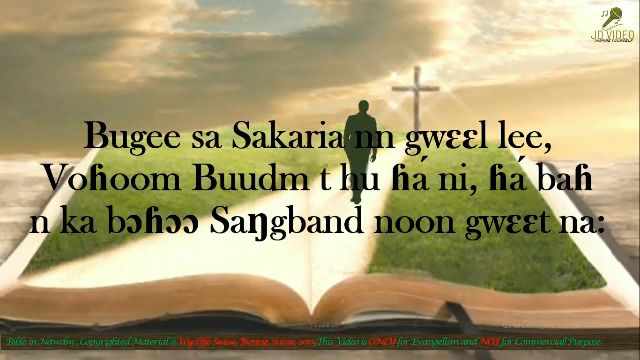 JD VIDEO
Bugee sa Sakaria nn gwɛɛl lee,
Voɦoom Buudm t hu ɦá ni, ɦá baɦ
n ka bɔɦɔɔ Saŋgband noon gwɛɛt na:
Bible in Nawdm, Copyrighted Material @ Wycliffe Suisse, Bienne, Suisse, 2015 This Video is ONLY for Evangelism and NOT for Commercial Purpose.